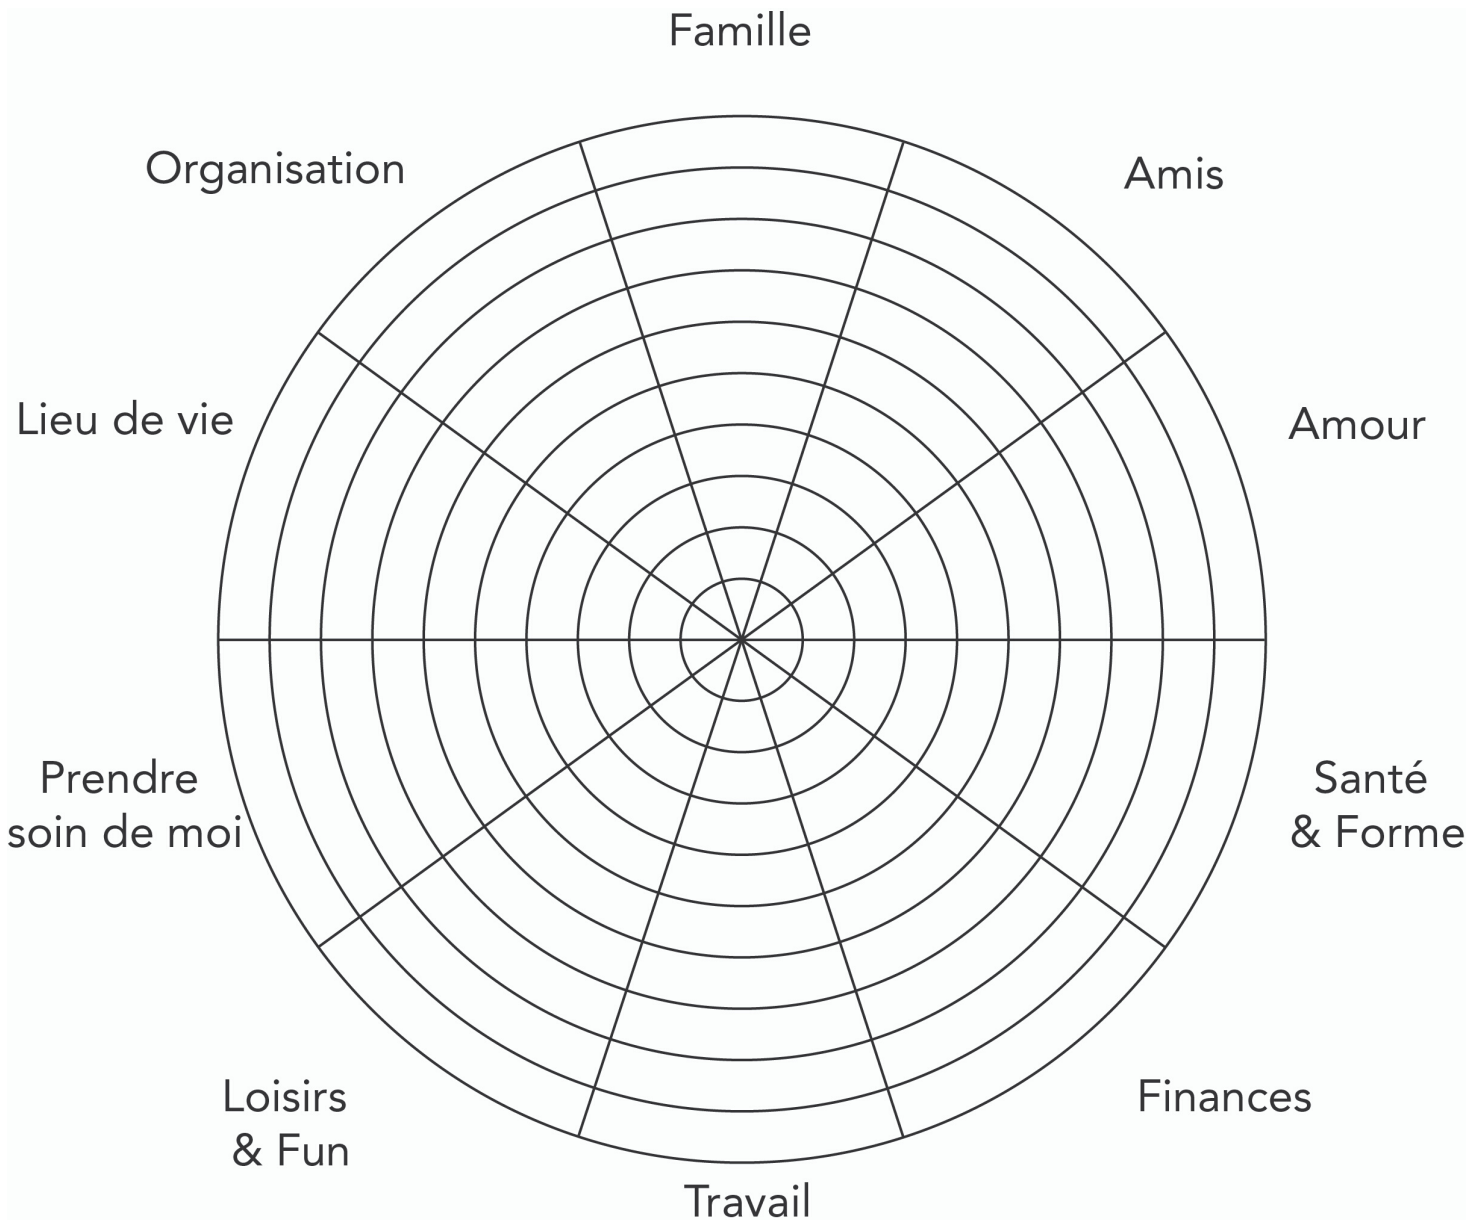 Famille
Organisation
Amis
Lieu de vie
Amour
Prendre
soin de moi
Santé
& Forme
Loisirs
& Fun
Finances
Travail